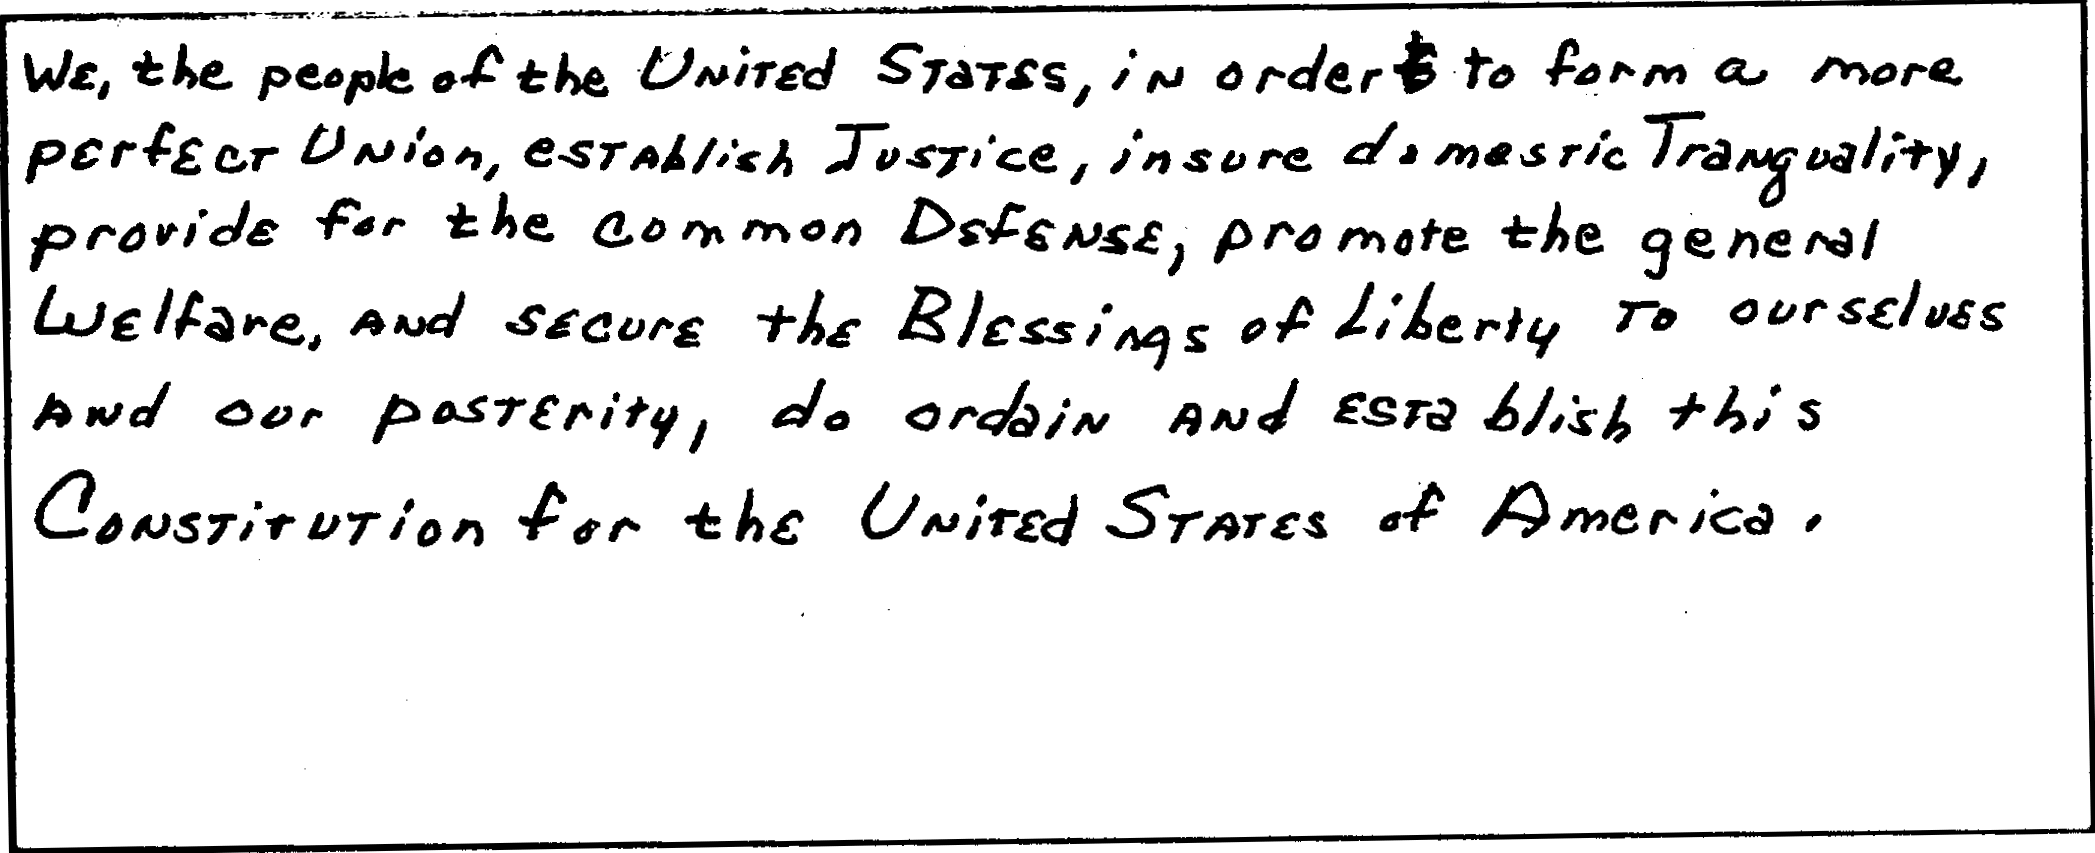 We, the people of the United States, in order to form a more
perfect Union, establish Justice, insure domestic Tranquality,
provide for the common Defense, promote the general
Welfare, and secure the Blessings of Liberty to ourselves
and our posterity, do ordain and establish this
Constitution for the United States of America.